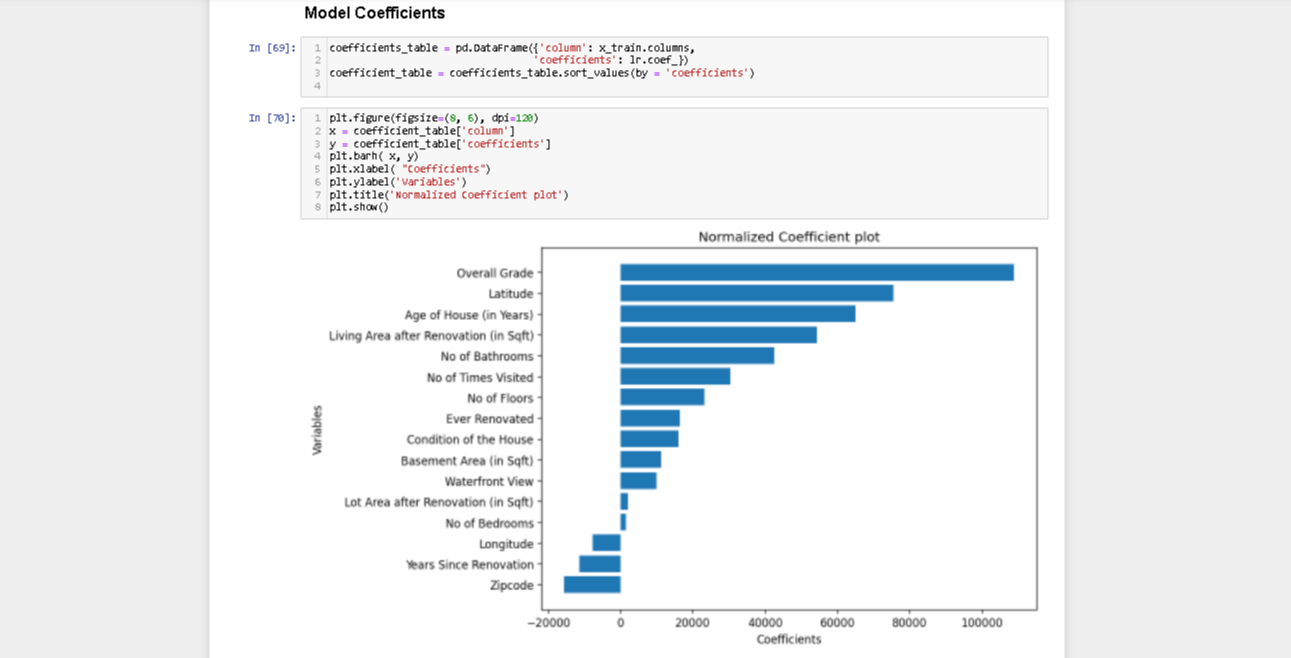 Model Coefficients
In [69]:
1 coefficients_table = pd.DataFrame({'column': x_train.columns,
2 'coefficients': lr.coef_})
3 coefficient_table = coefficients_table.sort_values(by = 'coefficients')
4
In [70]:
1 plt.figure(figsize=(8, 6), dpi=120)
2 x = coefficient_table['column']
3 y = coefficient_table['coefficients']
4 plt.barh( x, y)
5 plt.xlabel( "Coefficients")
6 plt.ylabel('Variables')
7 plt.title('Normalized Coefficient plot')
8 plt.show()
Normalized Coefficient plot
Overall Grade
Latitude
Age of House (in Years)
Living Area after Renovation (in Sqft)
No of Bathrooms
No of Times Visited
No of Floors
Ever Renovated
Condition of the House
Basement Area (in Sqft)
Waterfront View
Lot Area after Renovation (in Sqft)
No of Bedrooms
Longitude
Years Since Renovation
Zipcode
Variables
−20000 0 20000 40000 60000 80000 100000
Coefficients